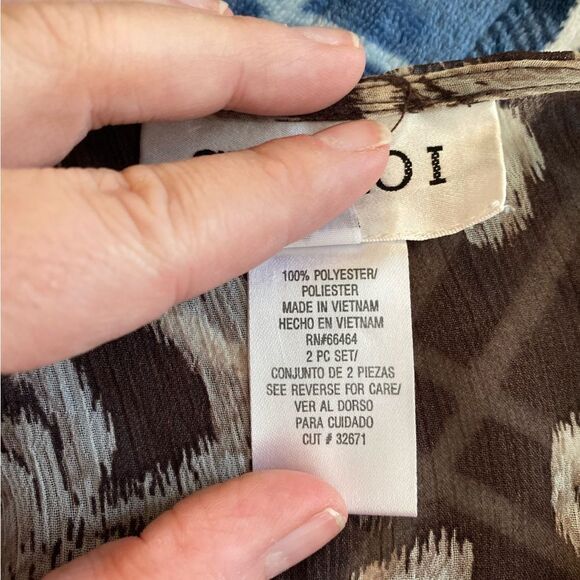 100% POLYESTER/
POLIESTER
MADE IN VIETNAM
HECHO EN VIETNAM
RN#66464
2 PC SET/
CONJUNTO DE 2 PIEZAS
SEE REVERSE FOR CARE/
VER AL DORSO
PARA CUIDADO
CUT # 32671